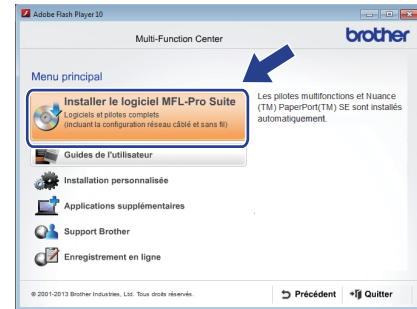 Adobe Flash Player 10
Multi-Function Center
brother
Menu principal
Installer le logiciel MFL-Pro Suite
Logiciels et pilotes complets
(incluant la configuration réseau câblé et sans fil)
Les pilotes multifonctions et Nuance
(TM) PaperPort(TM) SE sont installés
automatiquement.
Guides de l'utilisateur
Installation personnalisée
Applications supplémentaires
Support Brother
Enregistrement en ligne
© 2001-2013 Brother Industries, Ltd. Tous droits réservés.
Précédent
Quitter